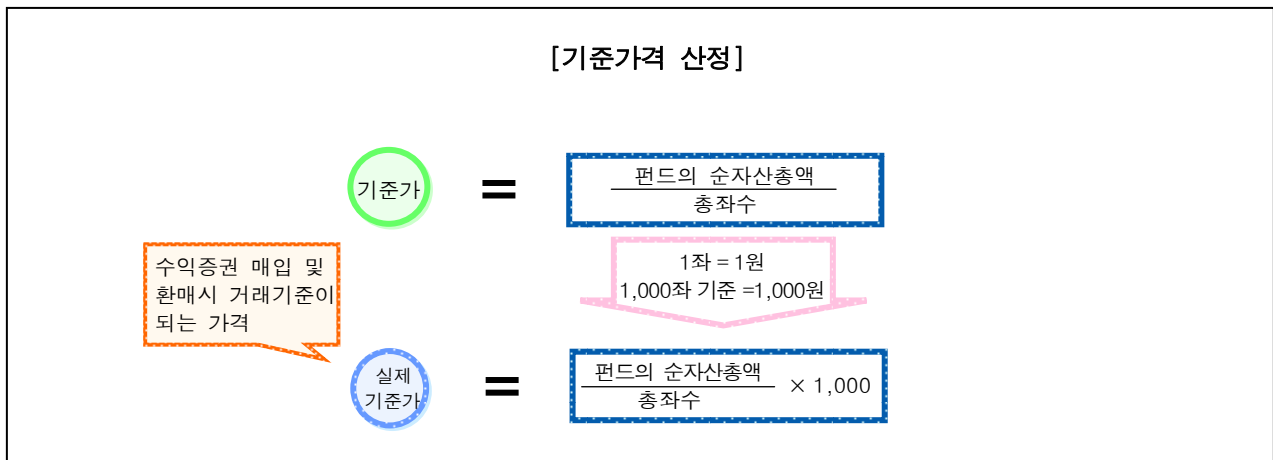 [기준가격 산정]
기준가
=
펀드의 순자산총액
총좌수
1좌 = 1원
1,000좌 기준 =1,000원
수익증권 매입 및
환매시 거래기준이
되는 가격
실제
기준가
=
펀드의 순자산총액
총좌수
× 1,000